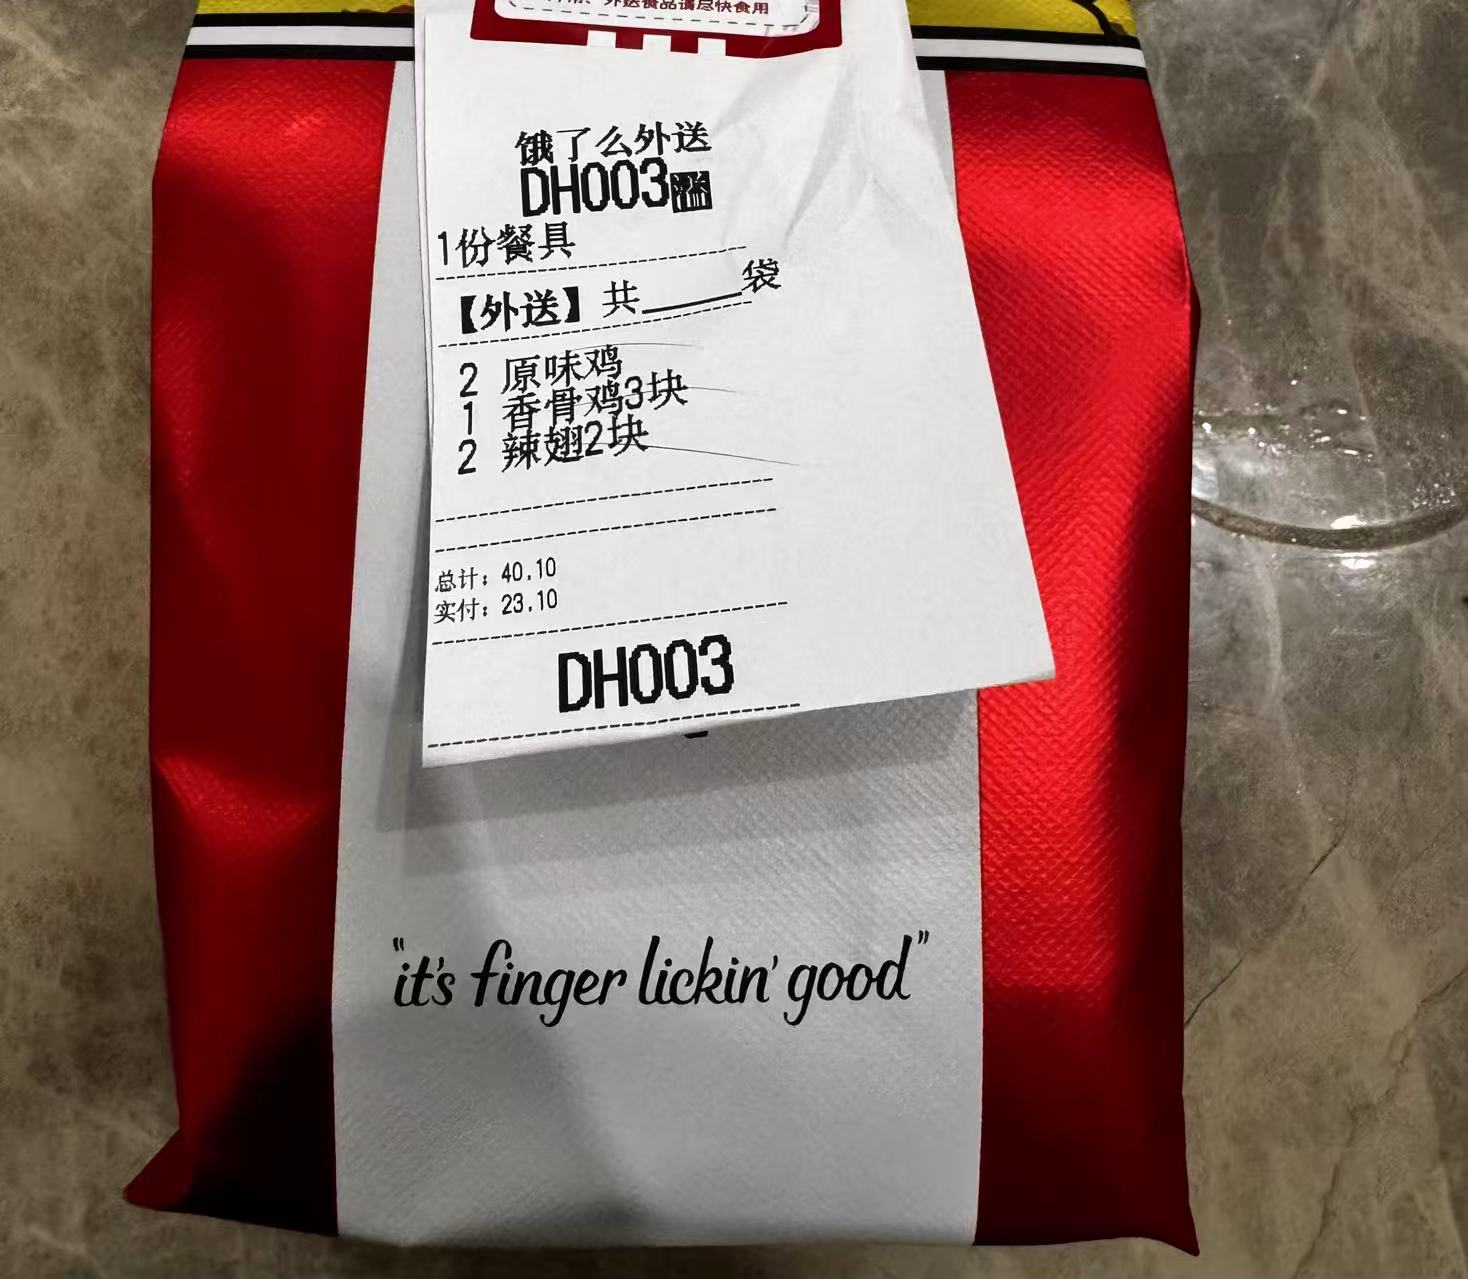 外送餐品请尽快食用
饿了么外送
DH003
1份餐具
【外送】共______袋
2 原味鸡
1 香骨鸡3块
2 辣翅2块
总计：40.10
实付：23.10
DH003
"it's finger lickin' good"